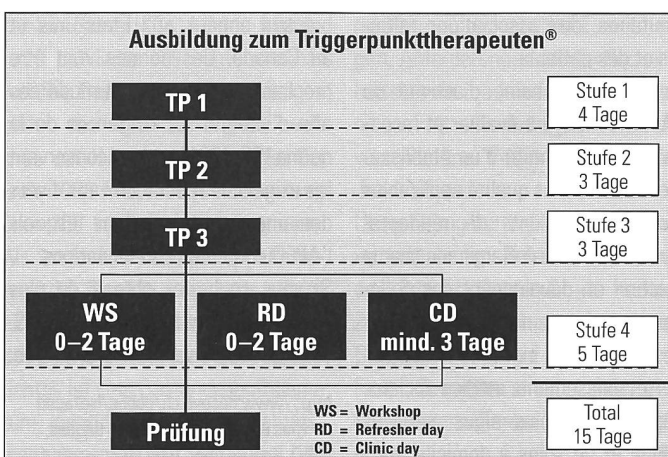 Ausbildung zum Triggerpunkttherapeuten®
TP 1
Stufe 1
4 Tage
TP 2
Stufe 2
3 Tage
TP 3
Stufe 3
3 Tage
WS
0–2 Tage
RD
0–2 Tage
CD
mind. 3 Tage
Stufe 4
5 Tage
Prüfung
WS = Workshop
RD = Refresher day
CD = Clinic day
Total
15 Tage